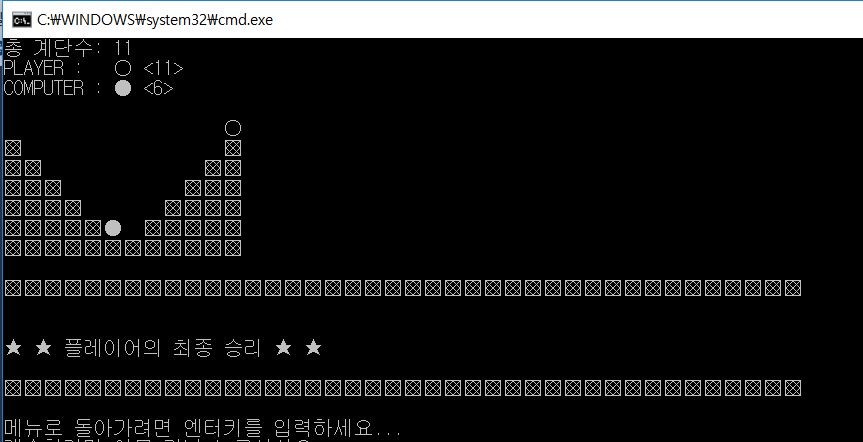 C:₩WINDOWS₩system32₩cmd.exe
총 계단수: 11
PLAYER : ○ <11>
COMPUTER : ● <6>
★ ★ 플레이어의 최종 승리 ★ ★
메뉴로 돌아가려면 엔터키를 입력하세요...